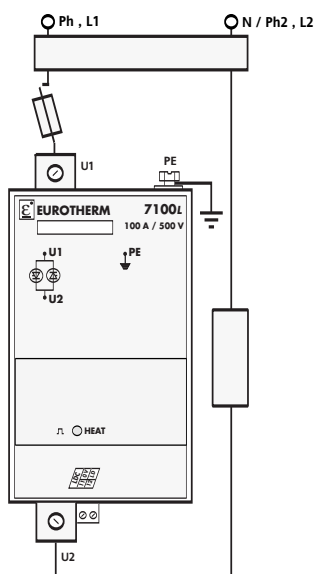 Ph , L1
N / Ph2 , L2
U1
PE
EUROTHERM 7100L
100 A / 500 V
U1
PE
U2
HEAT
U2